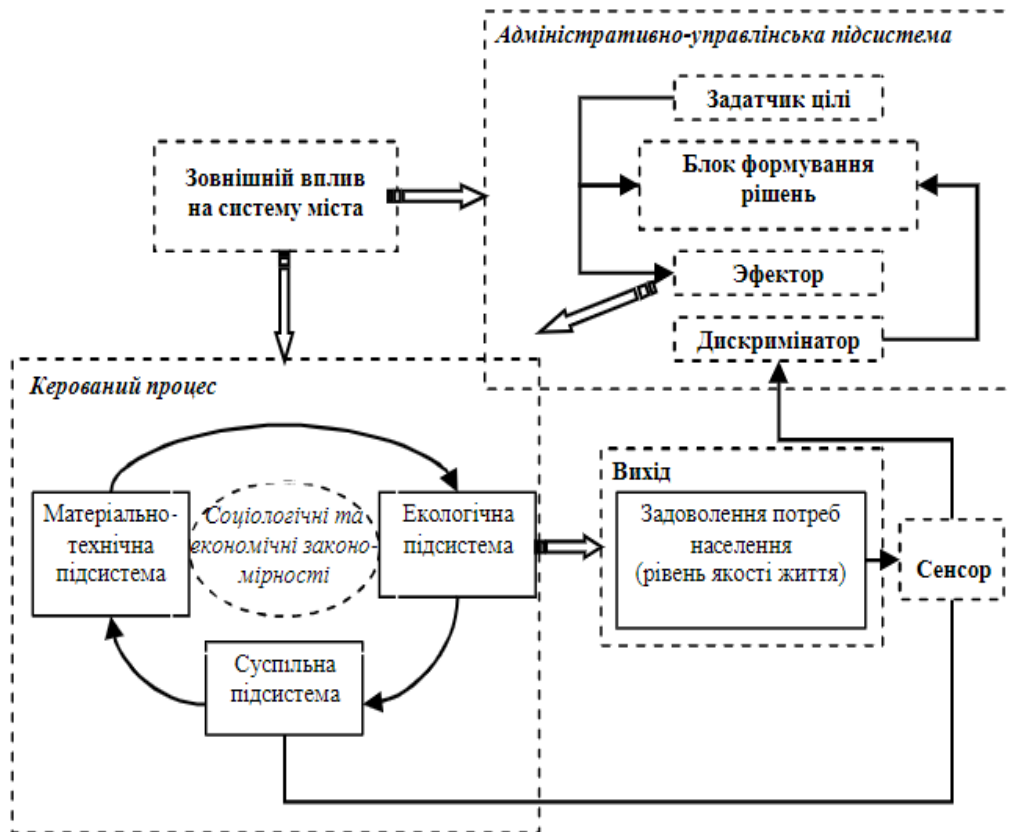 Адміністративно-управлінська підсистема
Задатчик цілі
Блок формування
рішень
Зовнішній вплив
на систему міста
Эфектор
Дискримінатор
Керований процес
Матеріально-
технічна
підсистема
Соціологічні та
економічні законо-
мірності
Екологічна
підсистема
Суспільна
підсистема
Вихід
Задоволення потреб
населення
(рівень якості життя)
Сенсор